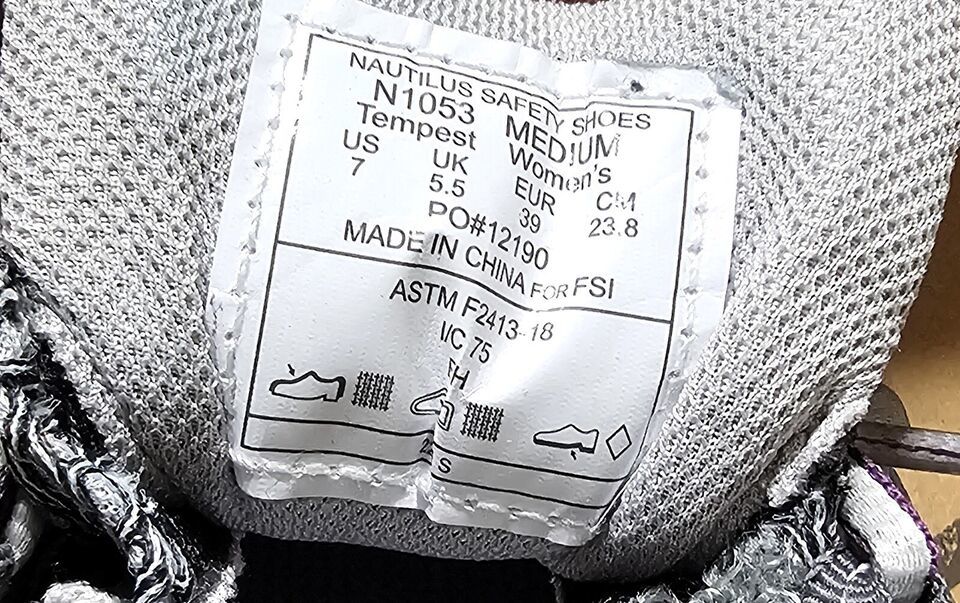 NAUTILUS SAFETY SHOES
N1053 MEDIUM
Tempest Women's
US UK EUR CM
7 5.5 39 23.8
PO#12190
MADE IN CHINA FOR FSI
ASTM F2413-18
I/C 75
S